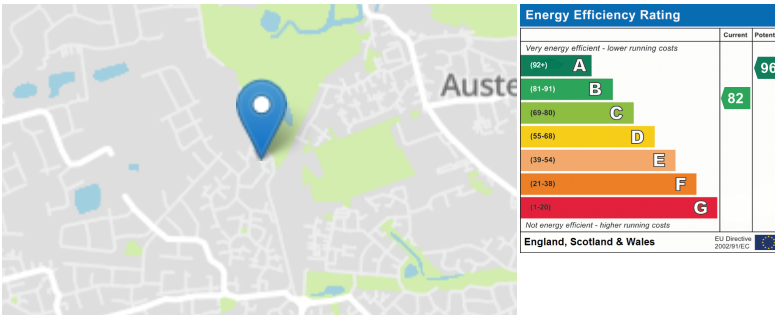 Auste
Energy Efficiency Rating
Current Potent
Very energy efficient - lower running costs
(92+) A
96
(81-91) B
82
(69-80) C
(55-68) D
(39-54) E
(21-38) F
(1-20) G
Not energy efficient - higher running costs
England, Scotland & Wales
EU Directive
2002/91/EC